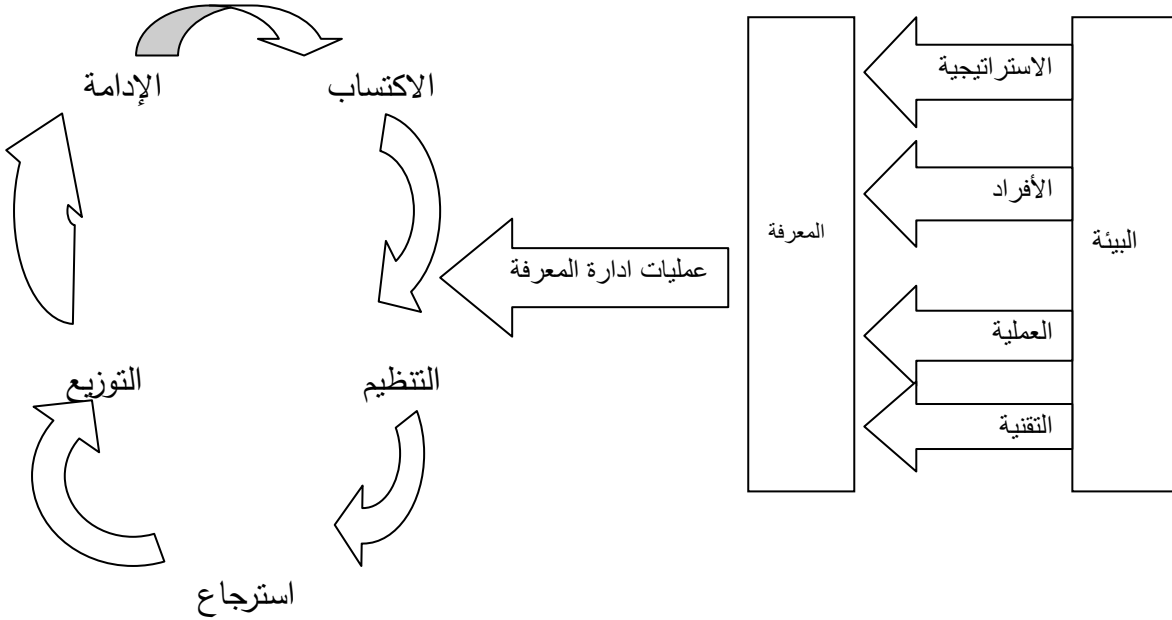 البيئة
الاستراتيجية
الأفراد
العملية
التقنية
المعرفة
عمليات ادارة المعرفة
الاكتساب
التنظيم
استرجاع
التوزيع
الإدامة